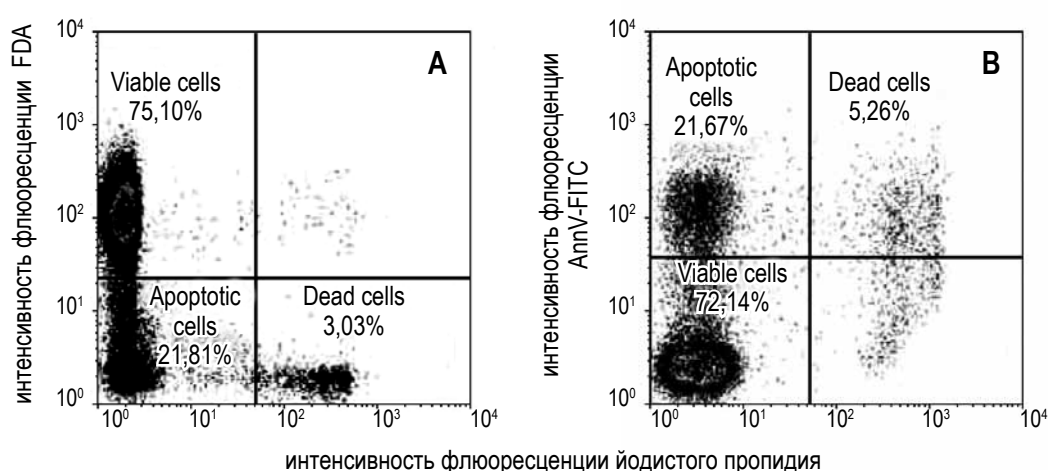 интенсивность флюоресценции FDA
10⁴
10³
10²
10¹
10⁰
A
Viable cells
75,10%
Apoptotic
cells
21,81%
Dead cells
3,03%
10⁰ 10¹ 10² 10³ 10⁴
интенсивность флюоресценции
AnnV-FITC
10⁴
10³
10²
10¹
10⁰
B
Apoptotic
cells
21,67%
Dead cells
5,26%
Viable cells
72,14%
10⁰ 10¹ 10² 10³ 10⁴
интенсивность флюоресценции йодистого пропидия